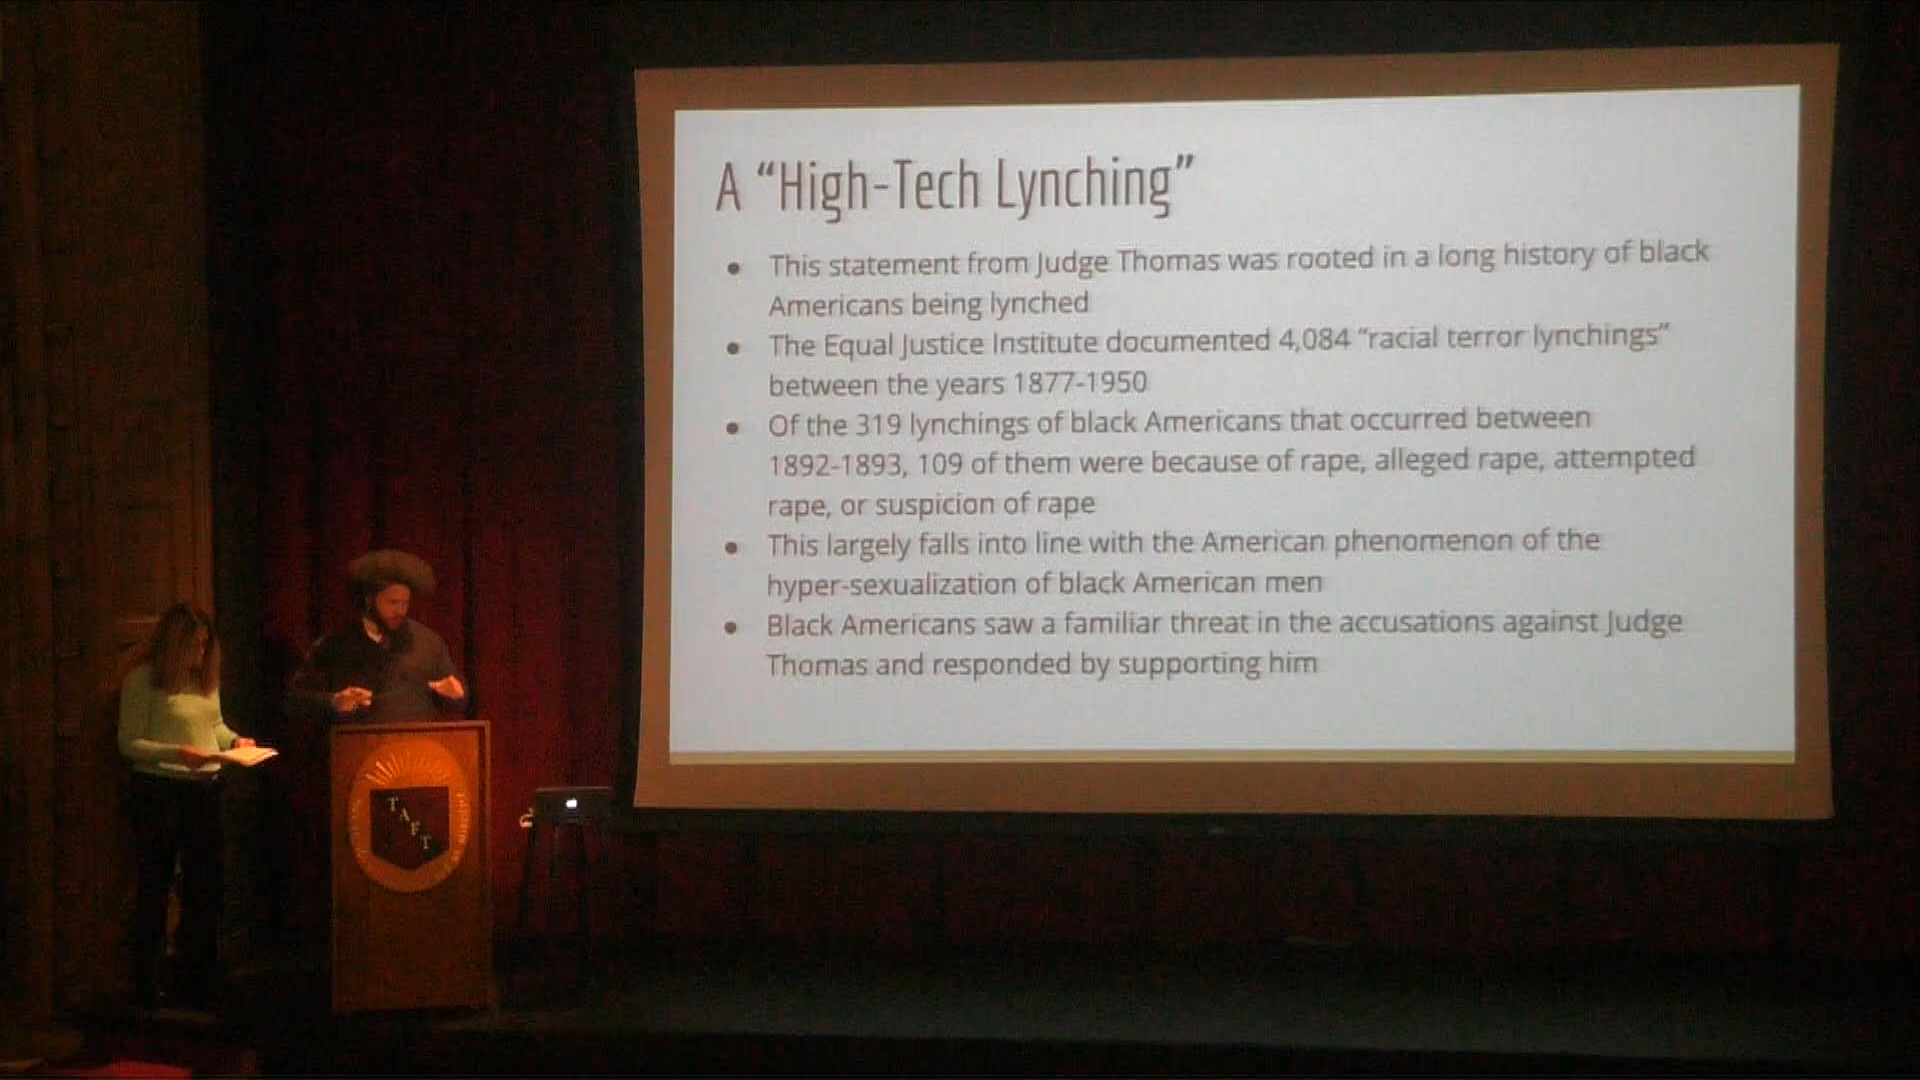 A “High-Tech Lynching”
● This statement from Judge Thomas was rooted in a long history of black
Americans being lynched
● The Equal Justice Institute documented 4,084 “racial terror lynchings”
between the years 1877-1950
● Of the 319 lynchings of black Americans that occurred between
1892-1893, 109 of them were because of rape, alleged rape, attempted
rape, or suspicion of rape
● This largely falls into line with the American phenomenon of the
hyper-sexualization of black American men
● Black Americans saw a familiar threat in the accusations against Judge
Thomas and responded by supporting him
TAFT